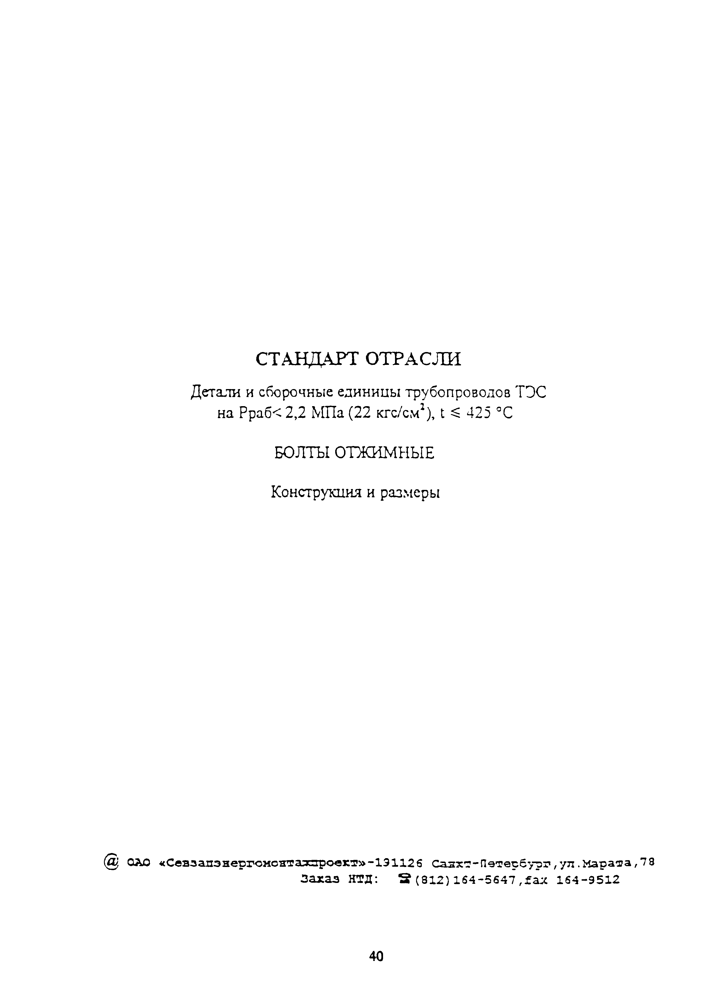 СТАНДАРТ ОТРАСЛИ
Детали и сборочные единицы трубопроводов ТЭС
на Рраб< 2,2 МПа (22 кгс/см²), t ⩽ 425 °С
БОЛТЫ ОТЖИМНЫЕ
Конструкция и размеры
@ ОАО «Севзапэнергомонтажпроект»-191126 Санкт-Петербург,ул.Марата,78
Заказ НТД: ☎(812)164-5647,fax 164-9512
40